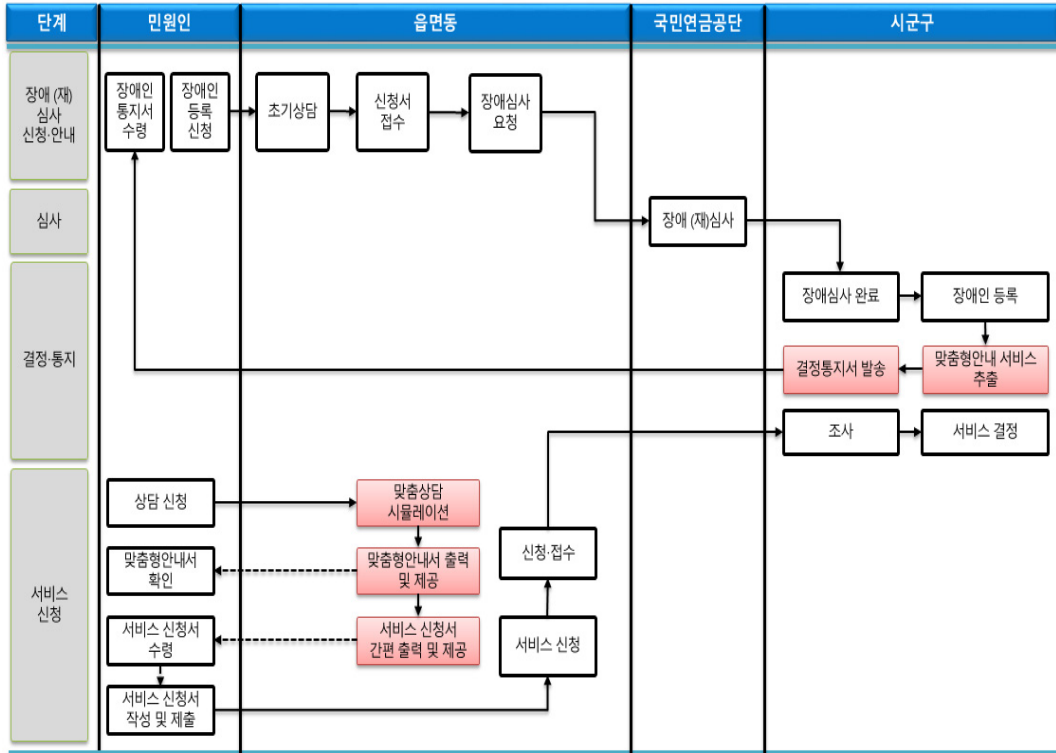 단계
민원인
읍면동
국민연금공단
시군구
장애 (재)
심사
신청·안내
장애인
통지서
수령
장애인
등록
신청
초기상담
신청서
접수
장애심사
요청
심사
장애 (재)심사
결정·통지
장애심사 완료
장애인 등록
결정통지서 발송
맞춤형안내 서비스
추출
조사
서비스 결정
서비스
신청
상담 신청
맞춤상담
시뮬레이션
맞춤형안내서
확인
맞춤형안내서 출력
및 제공
신청·접수
서비스 신청서
수령
서비스 신청서
간편 출력 및 제공
서비스 신청
서비스 신청서
작성 및 제출